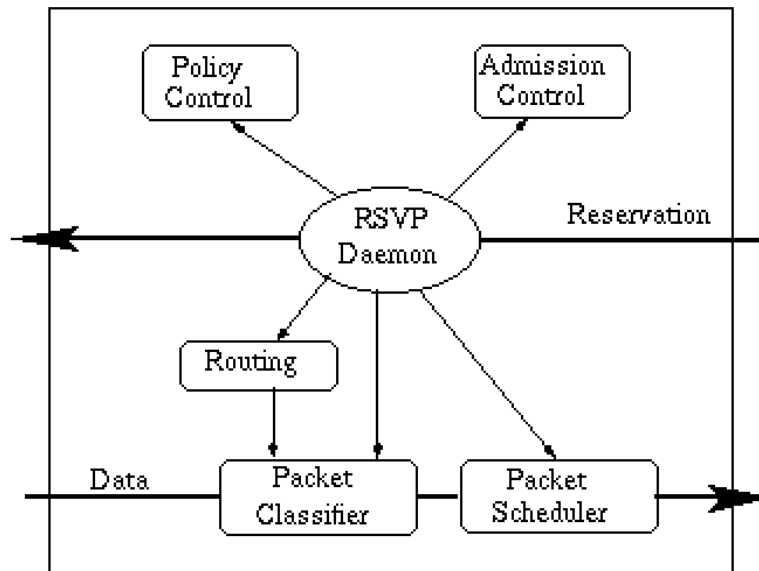 Policy
Control
Admission
Control
RSVP
Daemon
Reservation
Routing
Data
Packet
Classifier
Packet
Scheduler